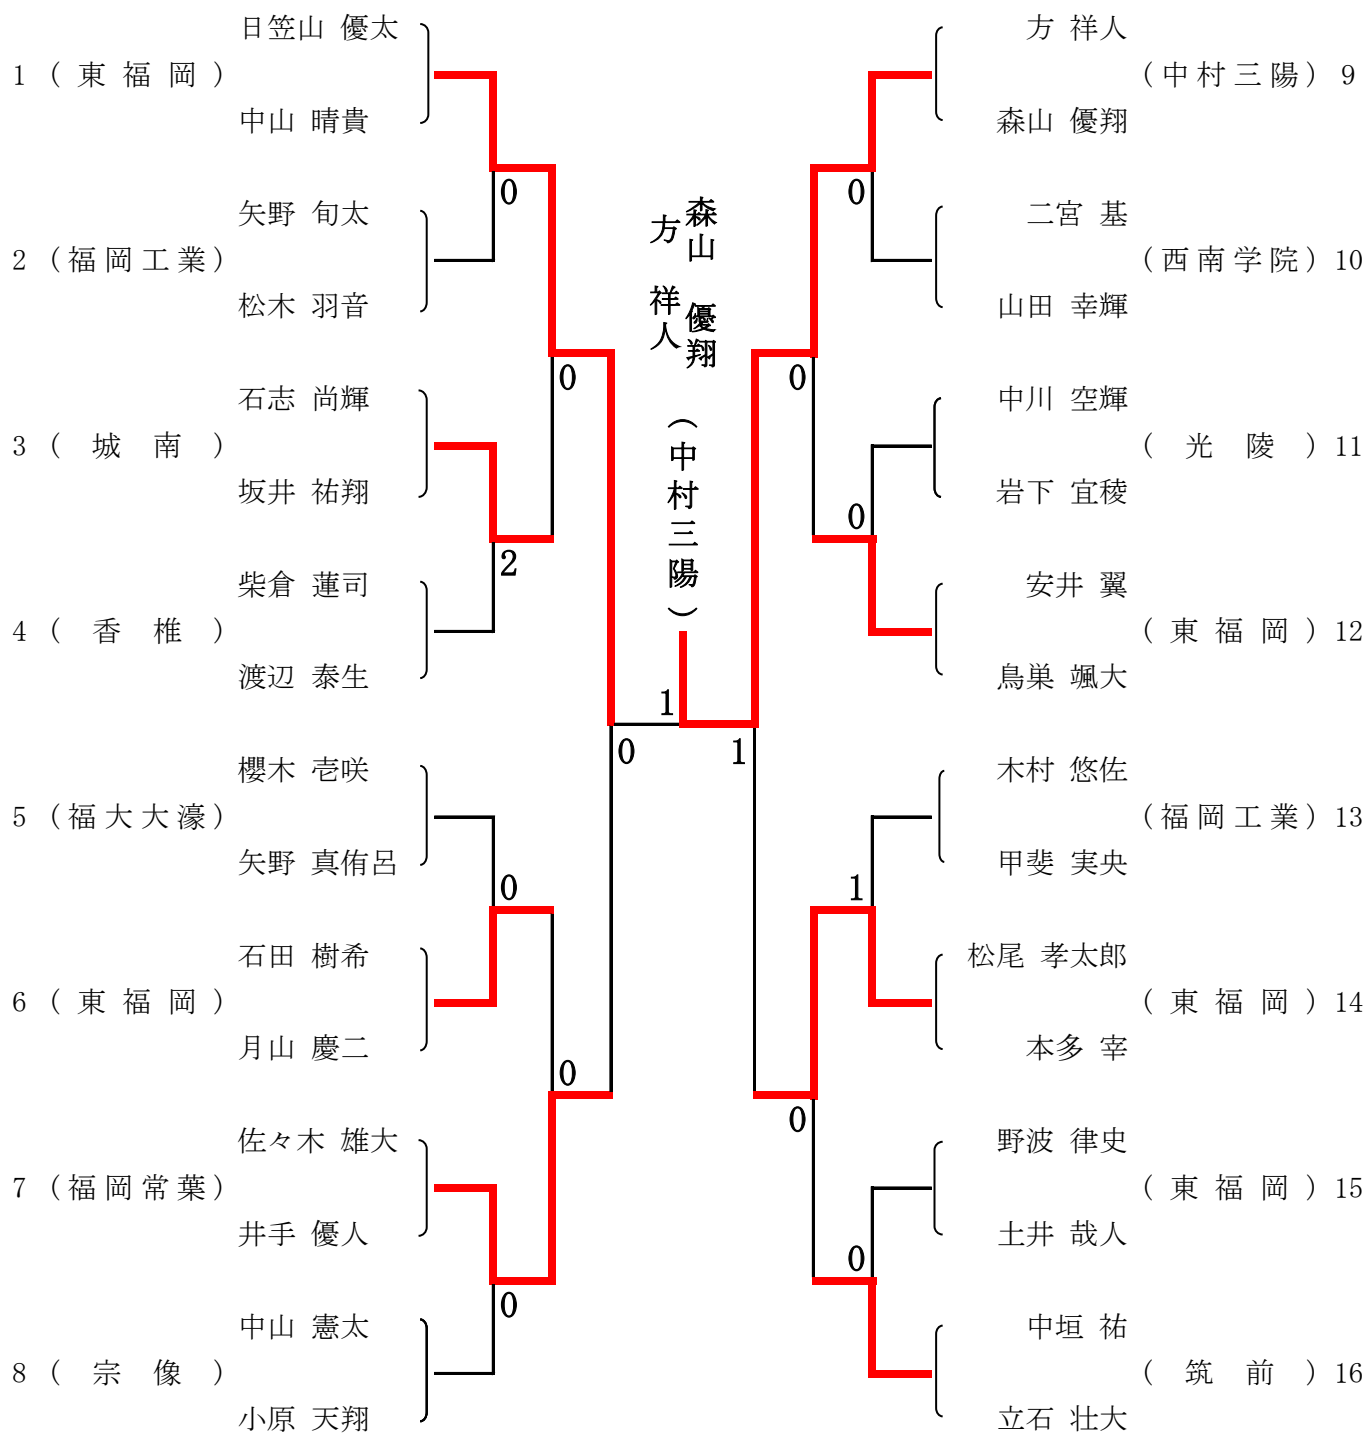 日笠山 優太
1 (東福岡)
中山 晴貴
0
矢野 旬太
2 (福岡工業)
松木 羽音
0
石志 尚輝
3 (城南)
坂井 祐翔
2
柴倉 蓮司
4 (香椎)
渡辺 泰生
0
櫻木 壱咲
5 (福大大濠)
矢野 真侑呂
0
石田 樹希
6 (東福岡)
月山 慶二
0
佐々木 雄大
7 (福岡常葉)
井手 優人
0
中山 憲太
8 (宗像)
小原 天翔
森山 優翔
方 祥人
(中村三陽)
1
1
方 祥人
(中村三陽) 9
森山 優翔
0
二宮 基
(西南学院) 10
山田 幸輝
0
中川 空輝
(光陵) 11
岩下 宜稜
0
安井 翼
(東福岡) 12
鳥巣 颯大
木村 悠佐
(福岡工業) 13
甲斐 実央
1
松尾 孝太郎
(東福岡) 14
本多 宰
0
野波 律史
(東福岡) 15
土井 哉人
0
中垣 祐
(筑前) 16
立石 壮大